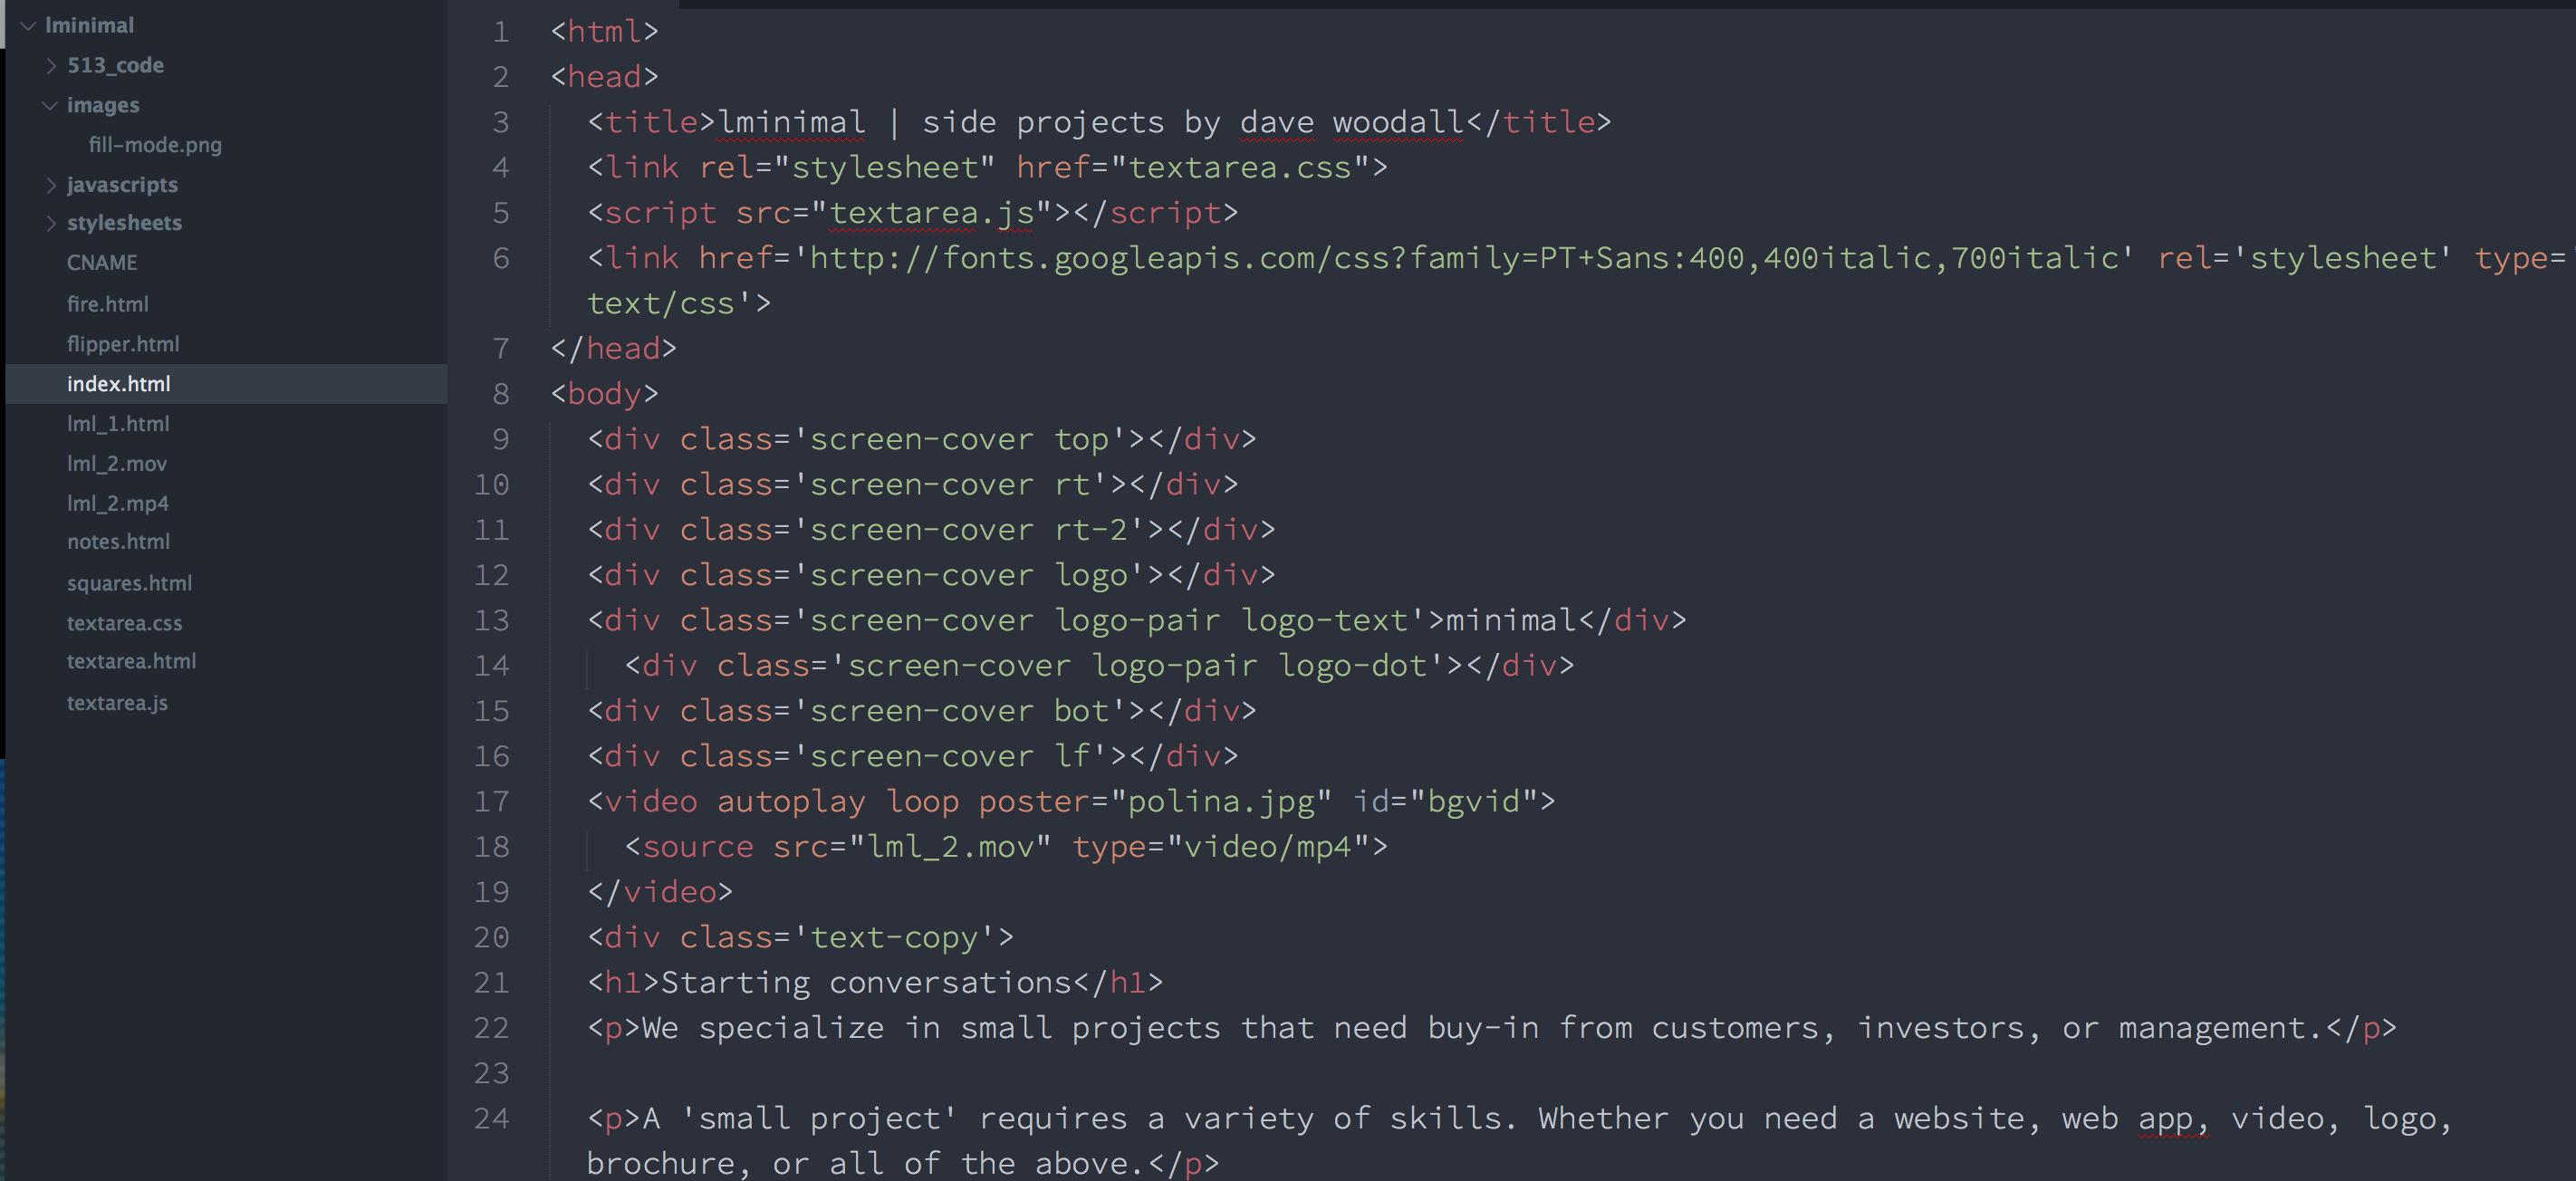 lminimal
513_code
images
fill-mode.png
javascripts
stylesheets
CNAME
fire.html
flipper.html
index.html
lml_1.html
lml_2.mov
lml_2.mp4
notes.html
squares.html
textarea.css
textarea.html
textarea.js
1 <html>
2 <head>
3 <title>lminimal | side projects by dave woodall</title>
4 <link rel="stylesheet" href="textarea.css">
5 <script src="textarea.js"></script>
6 <link href='http://fonts.googleapis.com/css?family=PT+Sans:400,400italic,700italic' rel='stylesheet' type='
text/css'>
7 </head>
8 <body>
9 <div class='screen-cover top'></div>
10 <div class='screen-cover rt'></div>
11 <div class='screen-cover rt-2'></div>
12 <div class='screen-cover logo'></div>
13 <div class='screen-cover logo-pair logo-text'>minimal</div>
14 <div class='screen-cover logo-pair logo-dot'></div>
15 <div class='screen-cover bot'></div>
16 <div class='screen-cover lf'></div>
17 <video autoplay loop poster="polina.jpg" id="bgvid">
18 <source src="lml_2.mov" type="video/mp4">
19 </video>
20 <div class='text-copy'>
21 <h1>Starting conversations</h1>
22 <p>We specialize in small projects that need buy-in from customers, investors, or management.</p>
23
24 <p>A 'small project' requires a variety of skills. Whether you need a website, web app, video, logo,
brochure, or all of the above.</p>